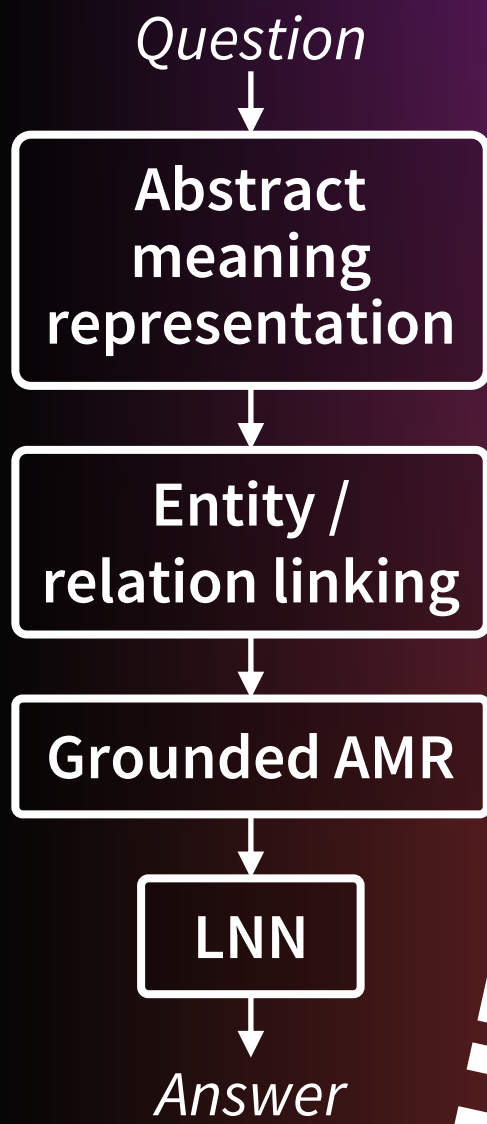 Question
Abstract
meaning
representation
Entity /
relation linking
Grounded AMR
LNN
Answer